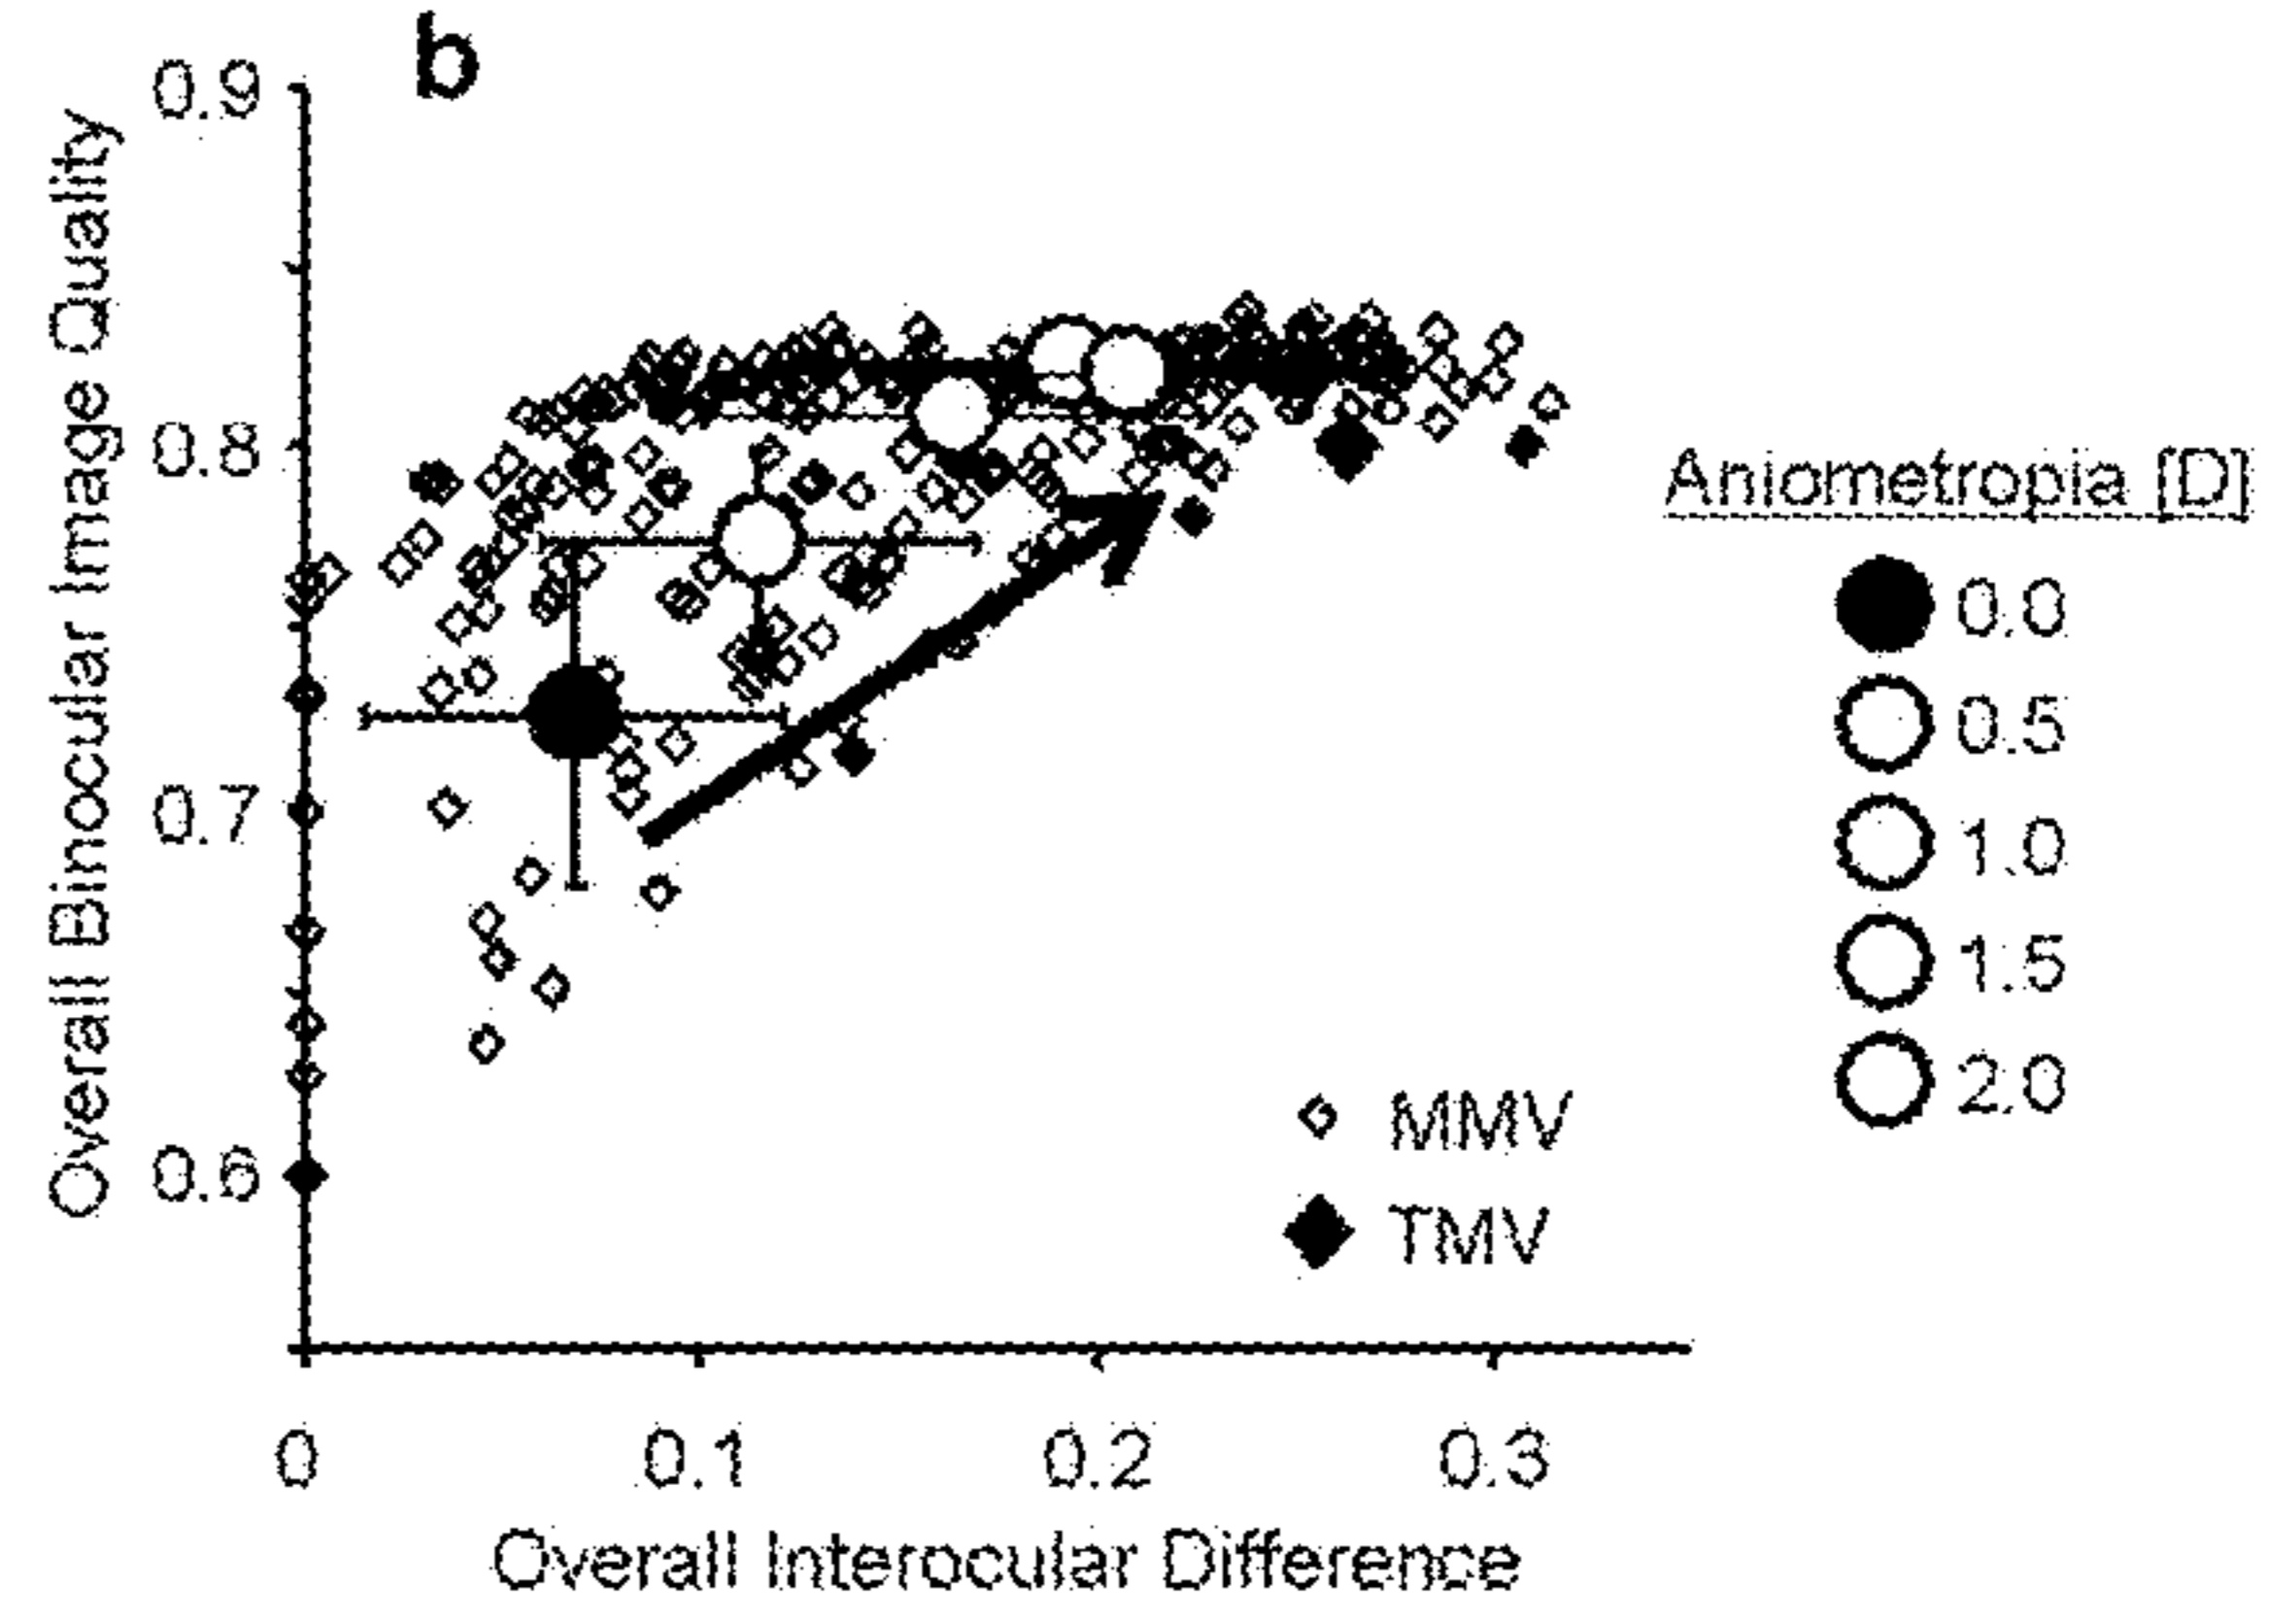 b
Overall Binocular Image Quality
0.9
0.8
0.7
0.6
0
0.1
0.2
0.3
Overall Interocular Difference
MMV
TMV
Aniometropia [D]
0.0
0.5
1.0
1.5
2.0